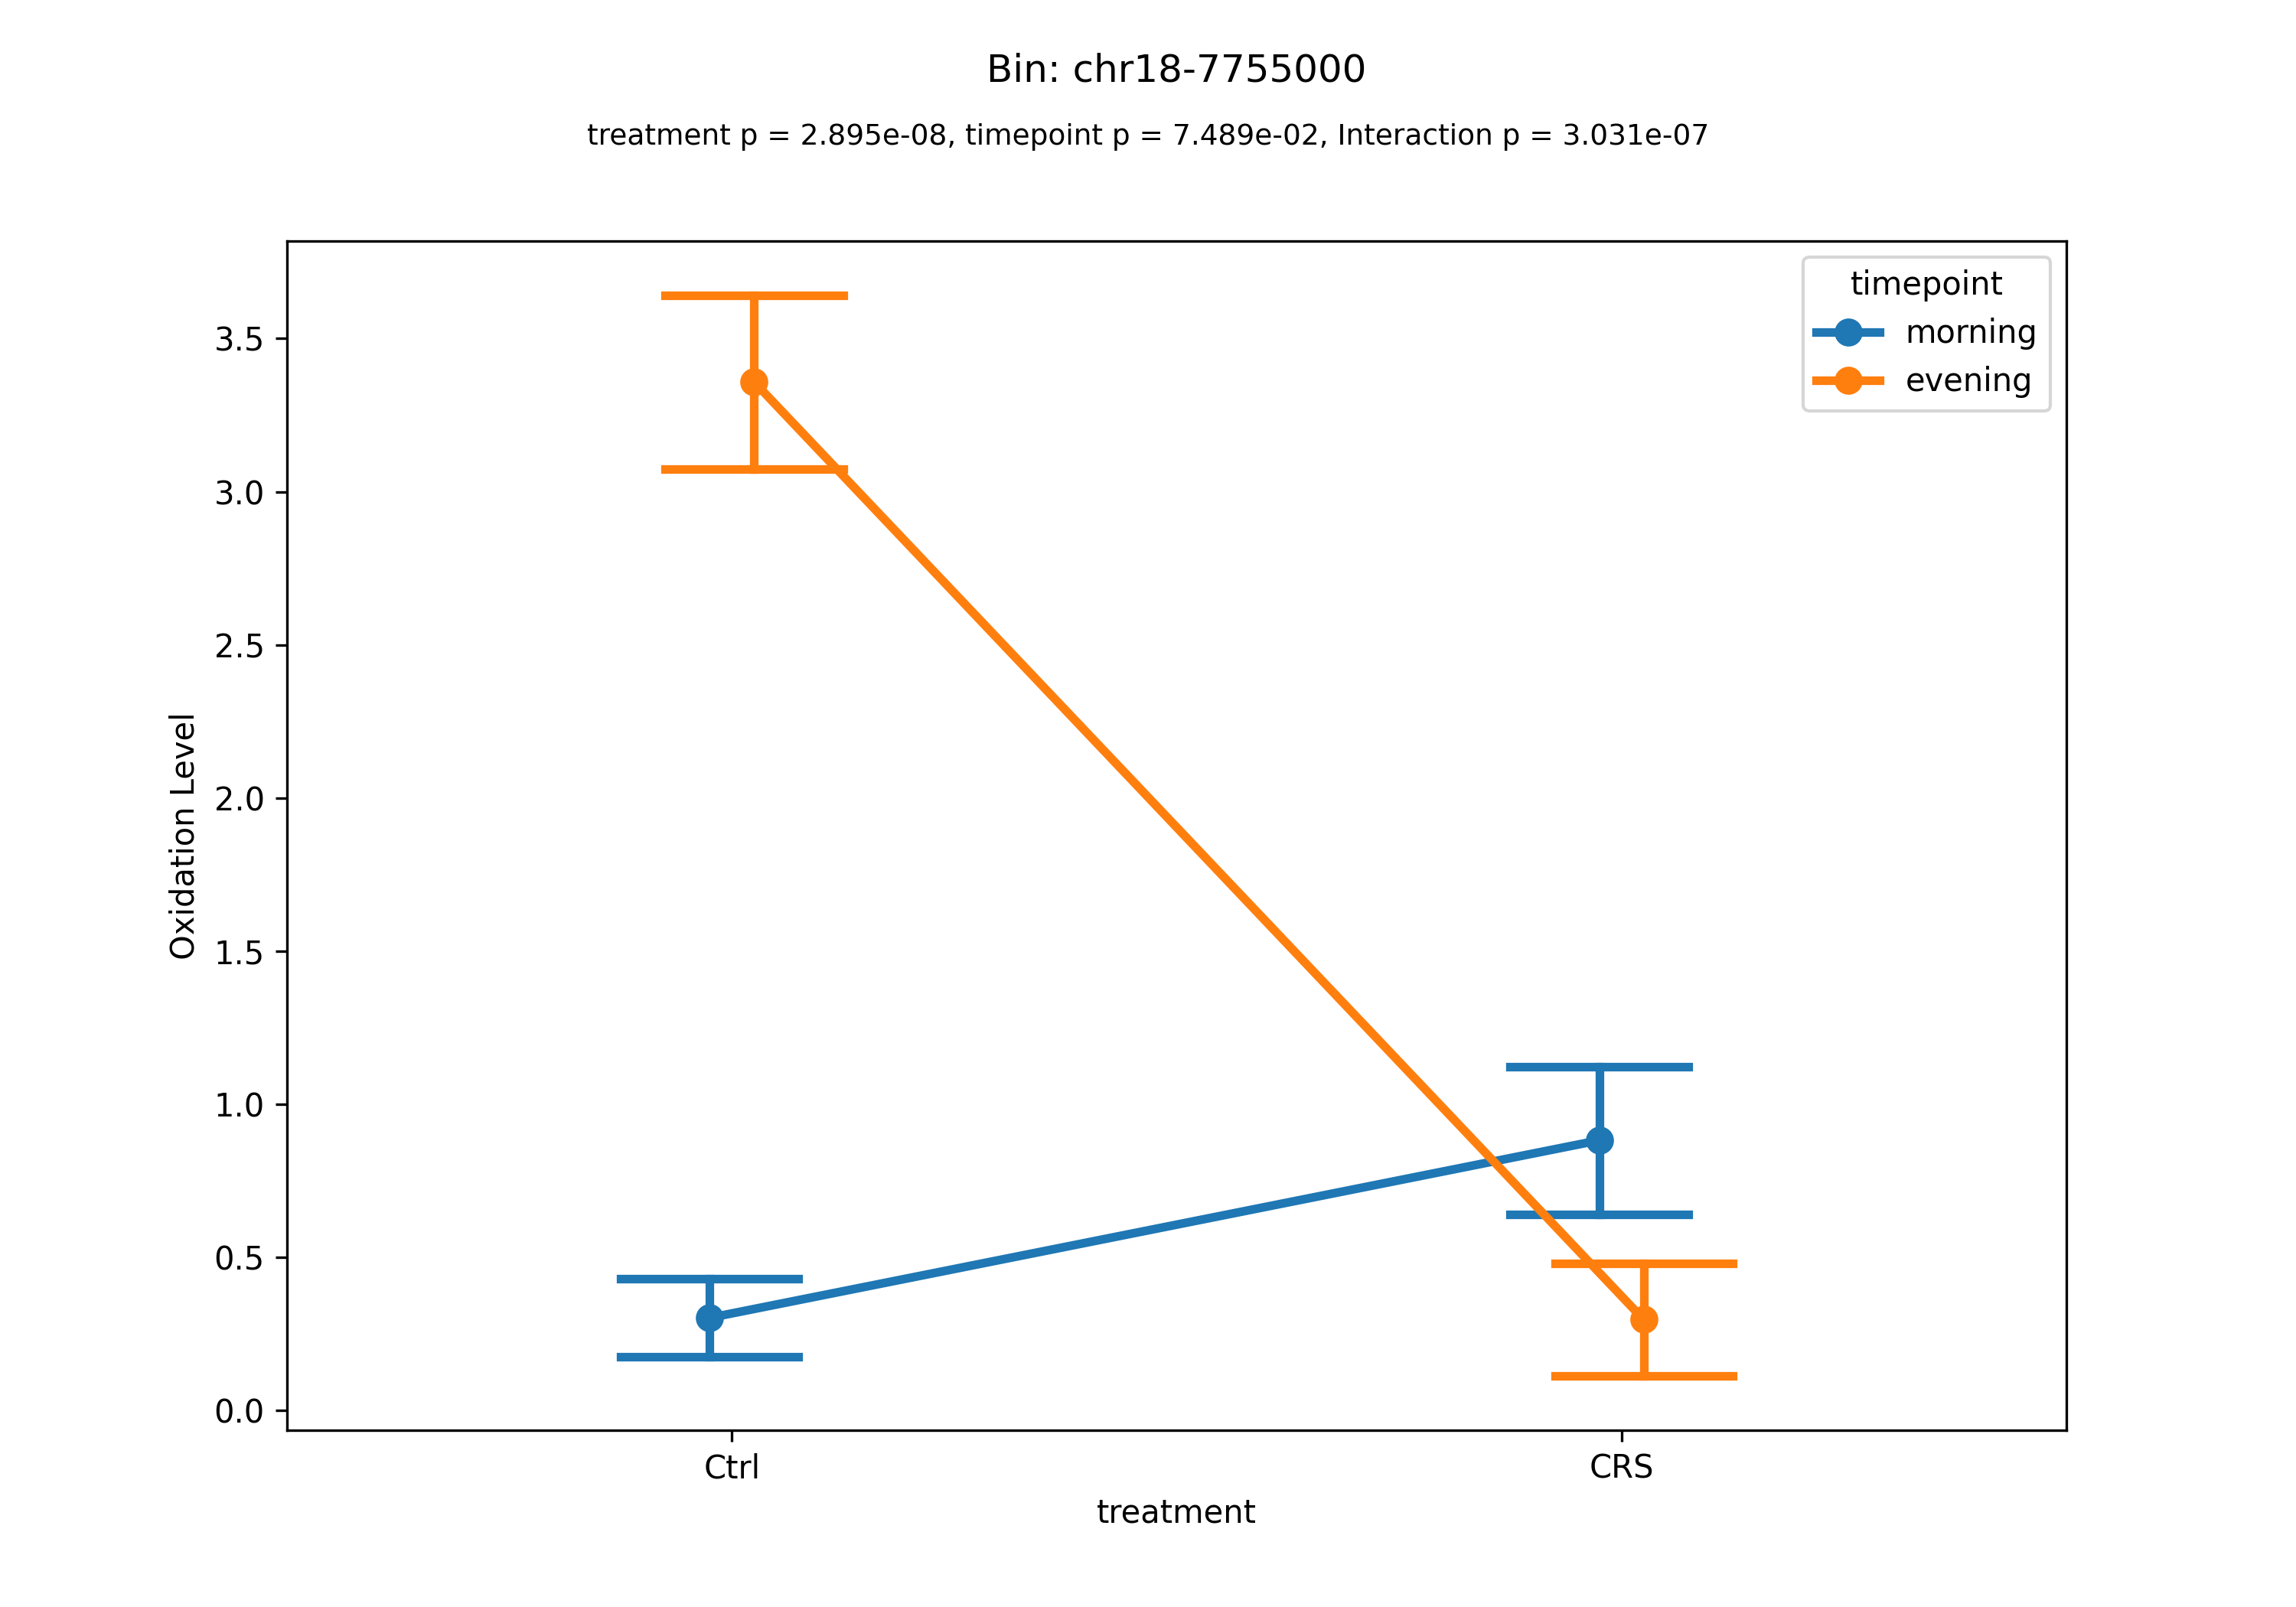 Bin: chr18-7755000
treatment p = 2.895e-08, timepoint p = 7.489e-02, Interaction p = 3.031e-07
timepoint
morning
evening
3.5
3.0
2.5
2.0
1.5
1.0
0.5
0.0
Oxidation Level
Ctrl
CRS
treatment